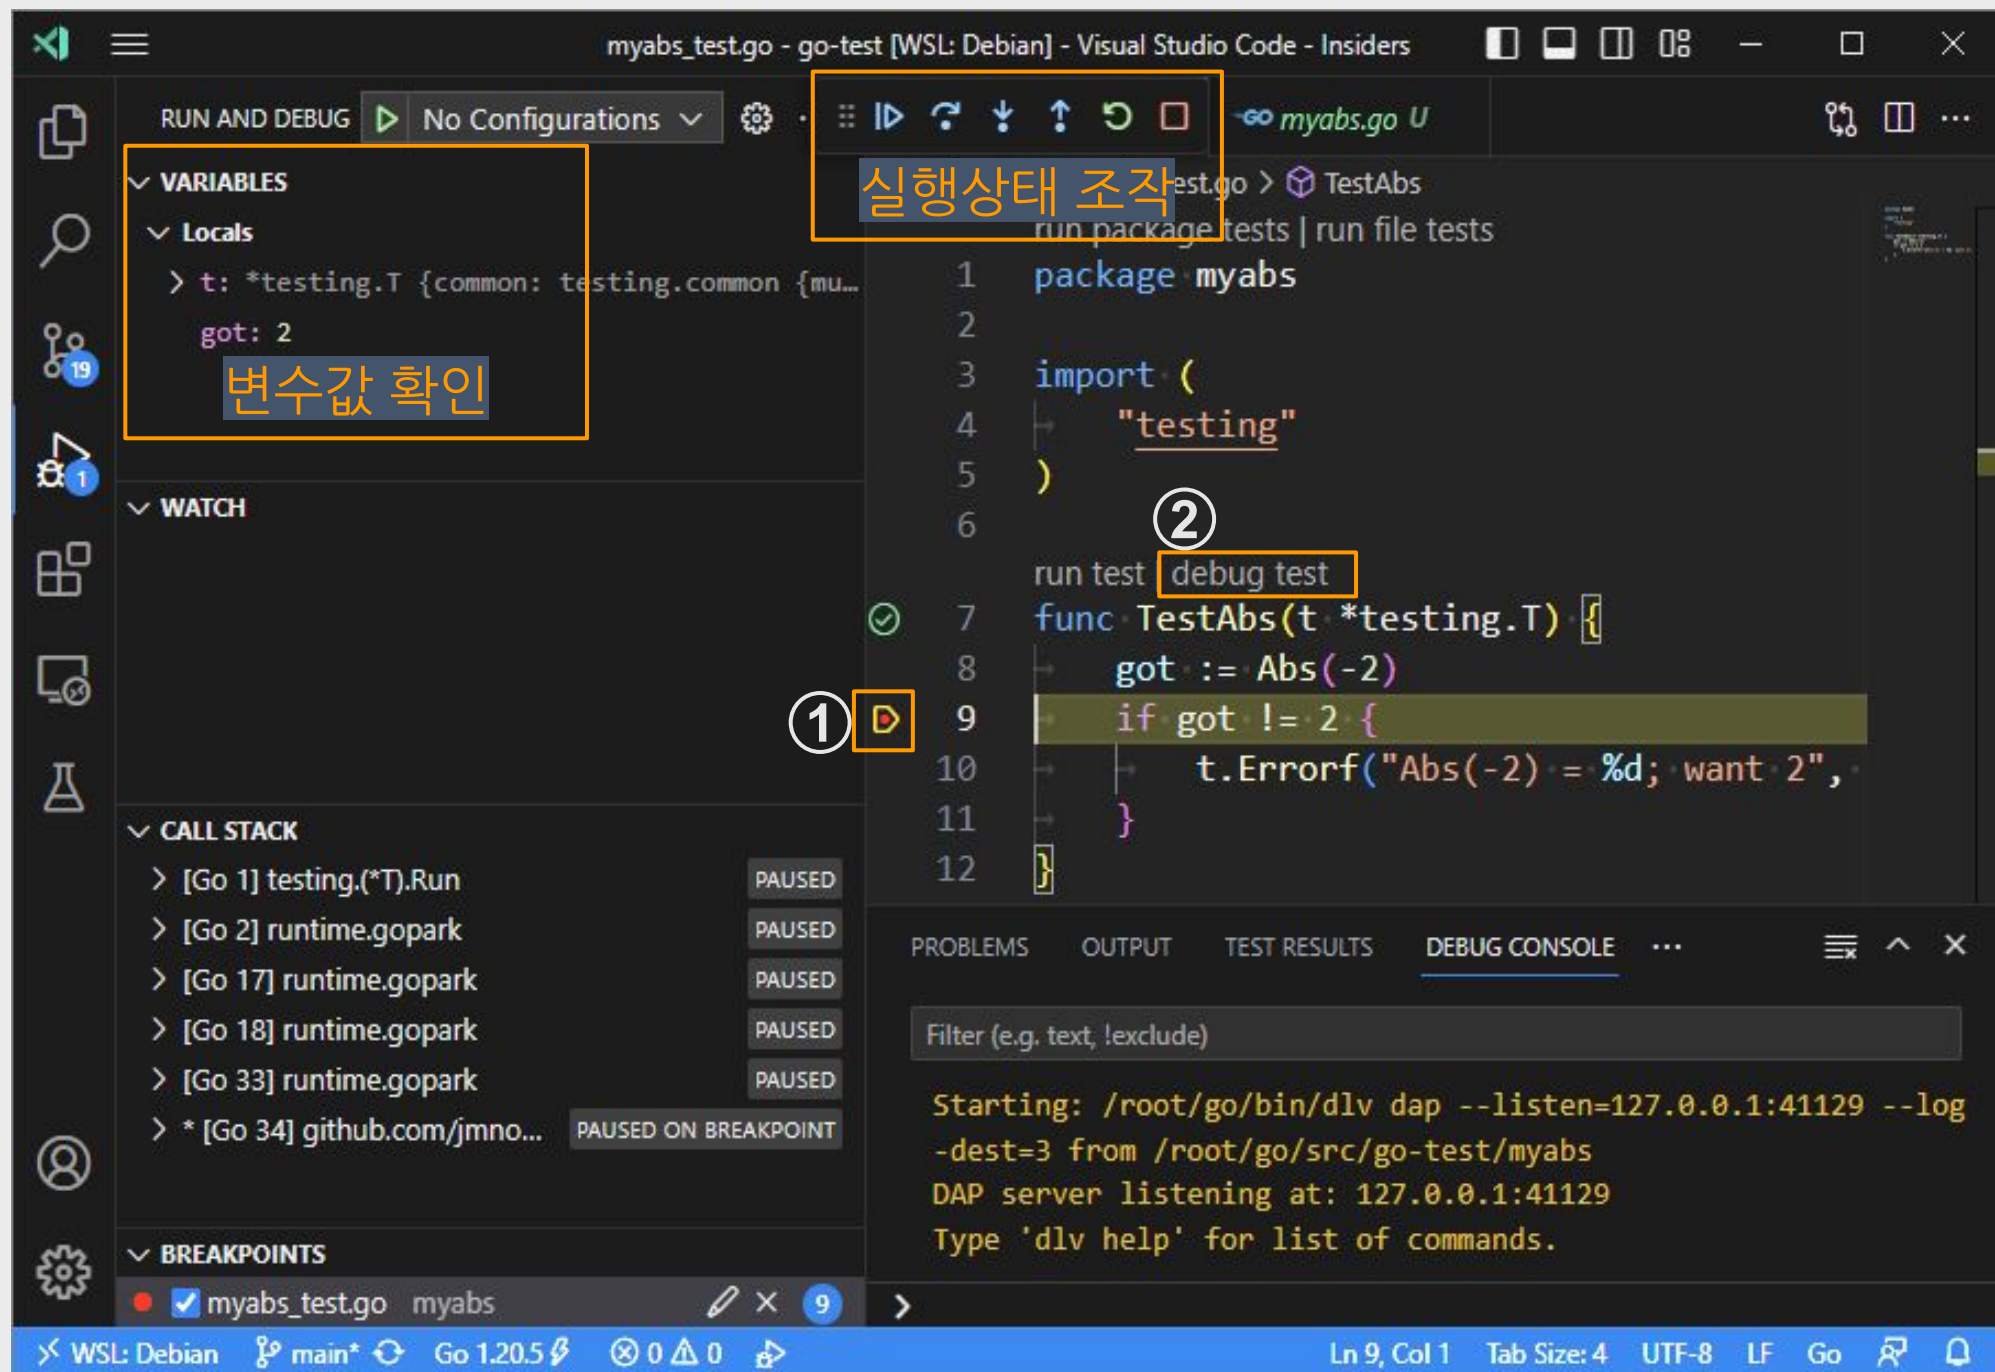 myabs_test.go - go-test [WSL: Debian] - Visual Studio Code - Insiders
RUN AND DEBUG No Configurations
GO myabs.go U
실행상태 조작
est.go > TestAbs
run package tests | run file tests
VARIABLES
Locals
t: *testing.T {common: testing.common {mu…
got: 2
변수값 확인
19
1
WATCH
1 package myabs
2
3 import (
4 "testing"
5 )
6
②
run test | debug test
7 func TestAbs(t *testing.T) {
8 got := Abs(-2)
① 9 if got != 2 {
10 t.Errorf("Abs(-2) = %d; want 2",
11 }
12 }
CALL STACK
[Go 1] testing.(*T).Run PAUSED
[Go 2] runtime.gopark PAUSED
[Go 17] runtime.gopark PAUSED
[Go 18] runtime.gopark PAUSED
[Go 33] runtime.gopark PAUSED
* [Go 34] github.com/jmno... PAUSED ON BREAKPOINT
BREAKPOINTS
myabs_test.go myabs 9
PROBLEMS OUTPUT TEST RESULTS DEBUG CONSOLE ···
Filter (e.g. text, !exclude)
Starting: /root/go/bin/dlv dap --listen=127.0.0.1:41129 --log
-dest=3 from /root/go/src/go-test/myabs
DAP server listening at: 127.0.0.1:41129
Type 'dlv help' for list of commands.
>
WSL: Debian main* Go 1.20.5 0 0 Ln 9, Col 1 Tab Size: 4 UTF-8 LF Go